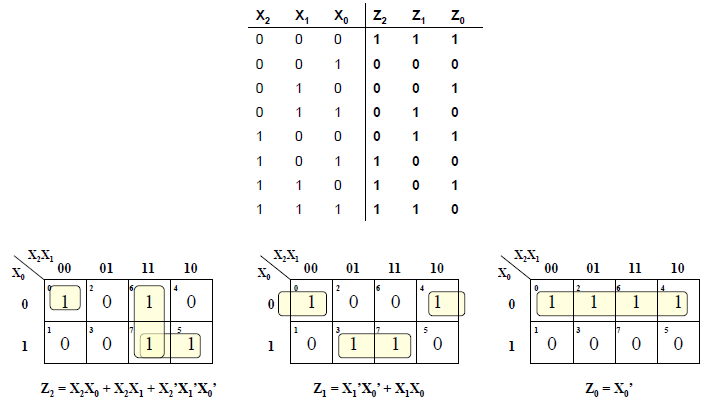 X₂ X₁ X₀ Z₂ Z₁ Z₀
0 0 0 1 1 1
0 0 1 0 0 0
0 1 0 0 0 1
0 1 1 0 1 0
1 0 0 0 1 1
1 0 1 1 0 0
1 1 0 1 0 1
1 1 1 1 1 0
X₂X₁
X₀
00 01 11 10
0 2 6 4
0 1 0 1 0
1 3 7 5
1 0 0 1 1
Z₂ = X₂X₀ + X₂X₁ + X₂’X₁’X₀’
X₂X₁
X₀
00 01 11 10
0 2 6 4
0 1 0 0 1
1 3 7 5
1 0 1 1 0
Z₁ = X₁’X₀’ + X₁X₀
X₂X₁
X₀
00 01 11 10
0 2 6 4
0 1 1 1 1
1 3 7 5
1 0 0 0 0
Z₀ = X₀’